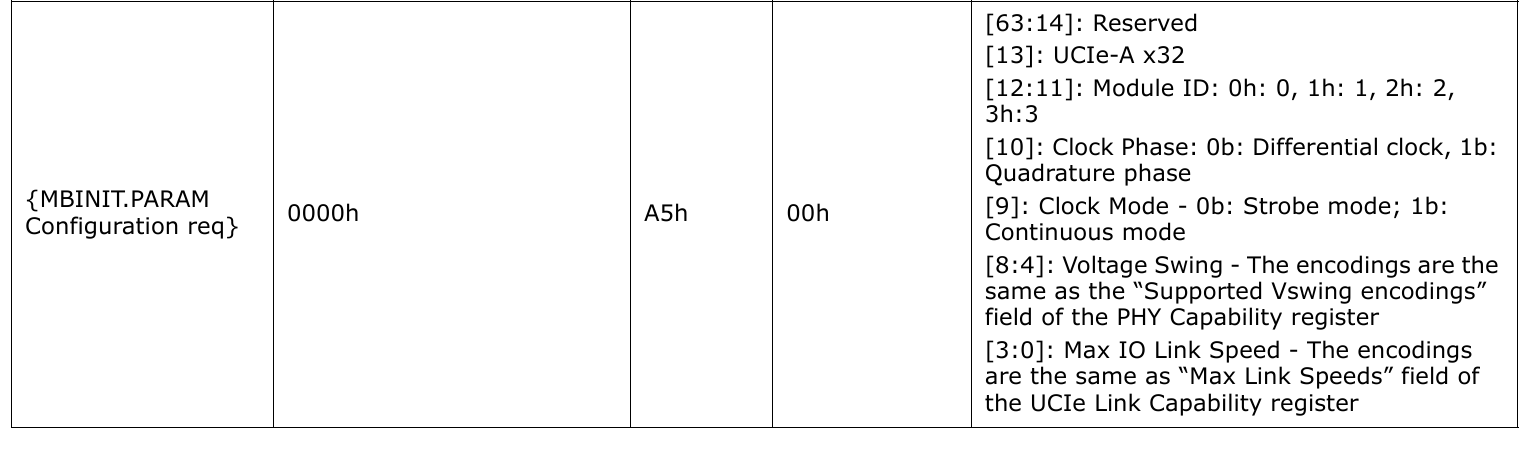 {MBINIT.PARAM
Configuration req}
0000h
A5h
00h
[63:14]: Reserved
[13]: UCIe-A x32
[12:11]: Module ID: 0h: 0, 1h: 1, 2h: 2,
3h:3
[10]: Clock Phase: 0b: Differential clock, 1b:
Quadrature phase
[9]: Clock Mode - 0b: Strobe mode; 1b:
Continuous mode
[8:4]: Voltage Swing - The encodings are the
same as the “Supported Vswing encodings”
field of the PHY Capability register
[3:0]: Max IO Link Speed - The encodings
are the same as “Max Link Speeds” field of
the UCIe Link Capability register